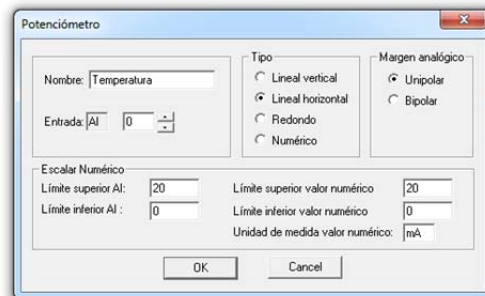 Potenciómetro
Nombre: Temperatura
Entrada: AI 0
Tipo
Lineal vertical
Lineal horizontal
Redondo
Numérico
Margen analógico
Unipolar
Bipolar
Escalar Numérico
Límite superior AI: 20
Límite inferior AI : 0
Límite superior valor numérico 20
Límite inferior valor numérico 0
Unidad de medida valor numérico: mA
OK
Cancel